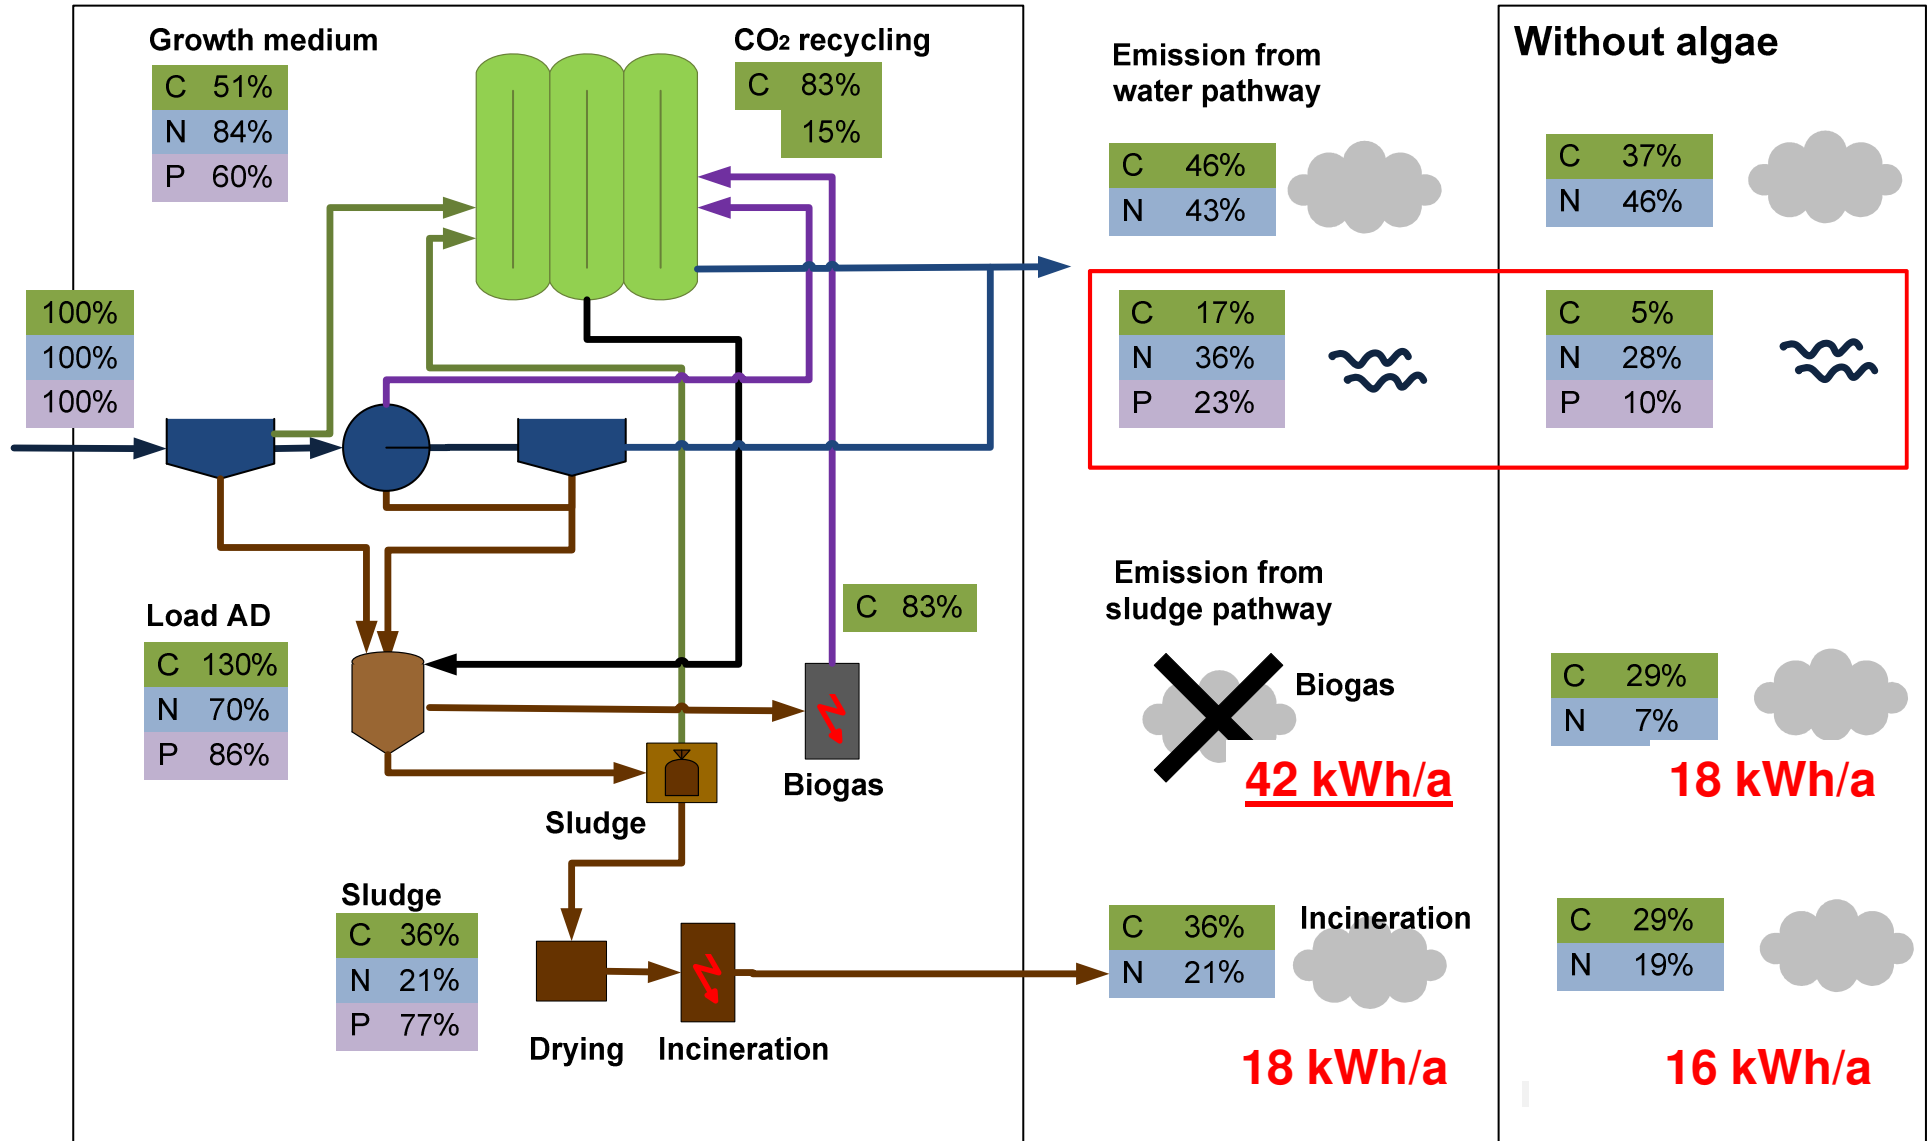 Growth medium
C 51%
N 84%
P 60%
CO2 recycling
C 83%
15%
100%
100%
100%
Load AD
C 130%
N 70%
P 86%
C 83%
Biogas
Sludge
Sludge
C 36%
N 21%
P 77%
Drying
Incineration
Emission from
water pathway
C 46%
N 43%
C 17%
N 36%
P 23%
Emission from
sludge pathway
Biogas
42 kWh/a
C 36%
N 21%
Incineration
18 kWh/a
Without algae
C 37%
N 46%
C 5%
N 28%
P 10%
C 29%
N 7%
18 kWh/a
C 29%
N 19%
16 kWh/a